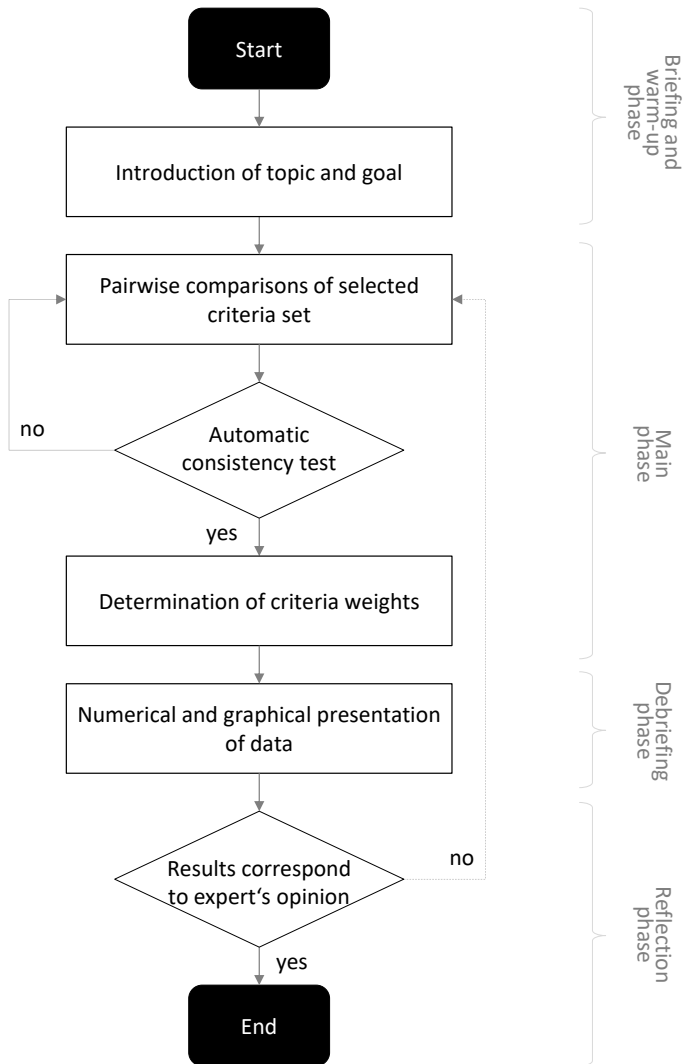 Start
Briefing and
warm-up
phase
Introduction of topic and goal
Pairwise comparisons of selected
criteria set
no
Automatic
consistency test
Main
phase
yes
Determination of criteria weights
Numerical and graphical presentation
of data
Debriefing
phase
Results correspond
to expert‘s opinion
no
Reflection
phase
yes
End